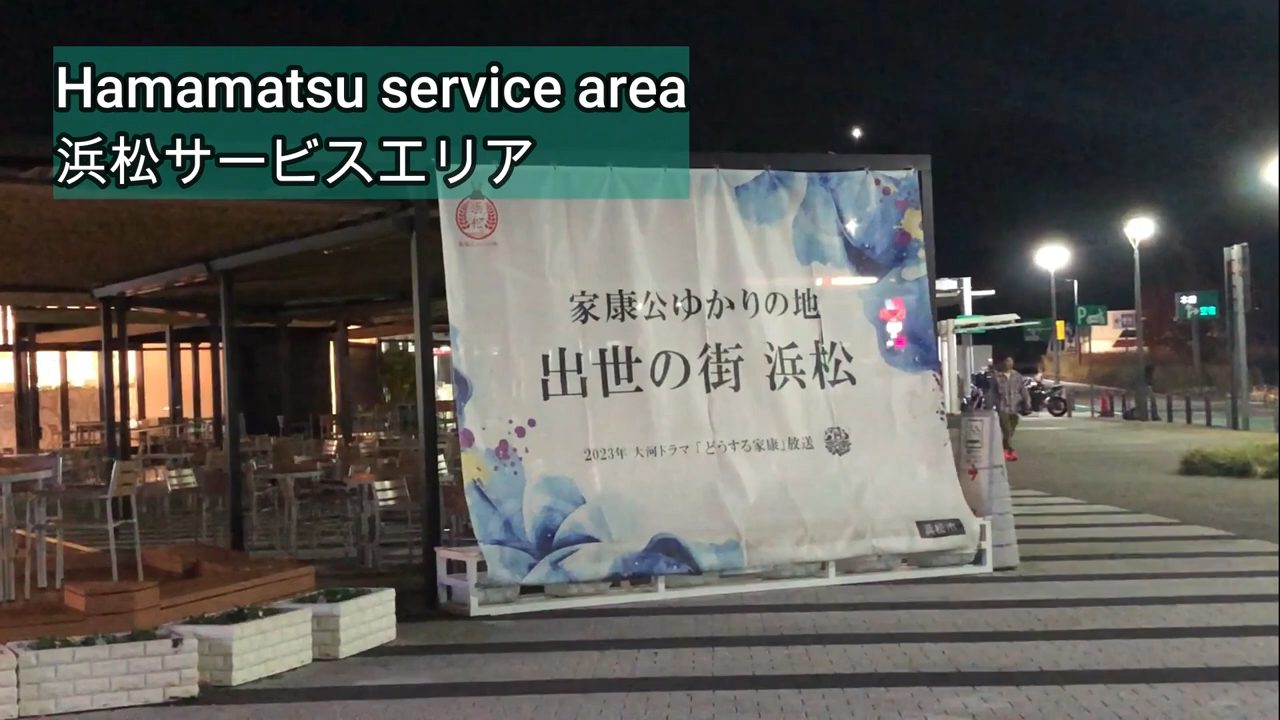 Hamamatsu service area
浜松サービスエリア
家康公ゆかりの地
出世の街 浜松
2023年 大河ドラマ「どうする家康」放送
浜松市
P
本線